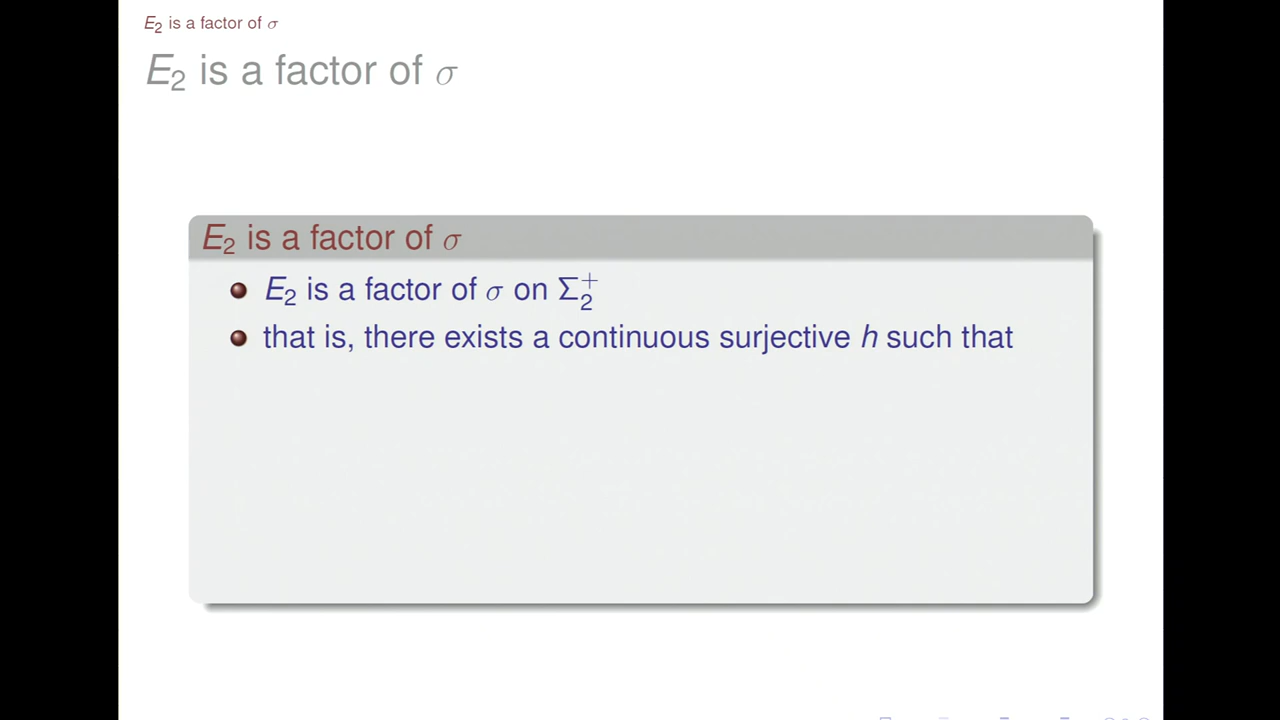 E₂ is a factor of σ
E₂ is a factor of σ
E₂ is a factor of σ
E₂ is a factor of σ on Σ₂⁺
that is, there exists a continuous surjective h such that